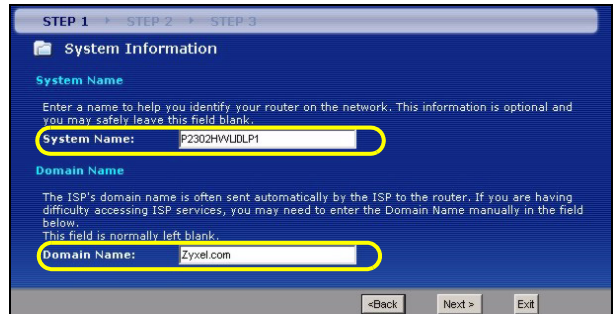 STEP 1 STEP 2 STEP 3
System Information
System Name
Enter a name to help you identify your router on the network. This information is optional and
you may safely leave this field blank.
System Name: P2302HWUDLP1
Domain Name
The ISP's domain name is often sent automatically by the ISP to the router. If you are having
difficulty accessing ISP services, you may need to enter the Domain Name manually in the field
below.
This field is normally left blank.
Domain Name: Zyxel.com
<Back Next > Exit